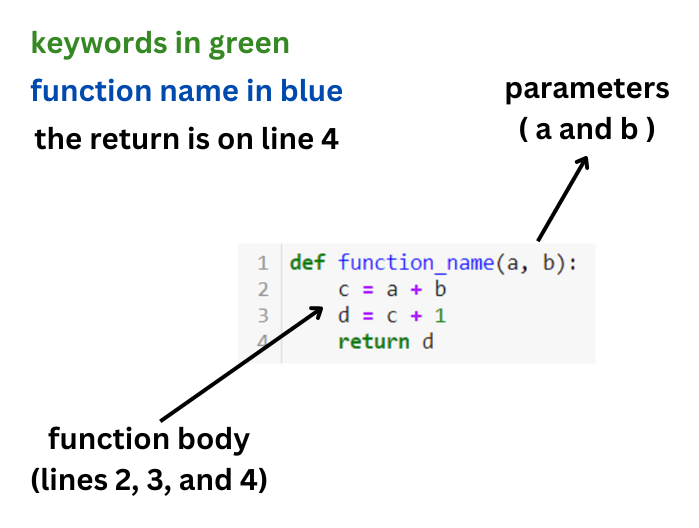 keywords in green
function name in blue
the return is on line 4
parameters
( a and b )
1 def function_name(a, b):
2     c = a + b
3     d = c + 1
4     return d
function body
(lines 2, 3, and 4)